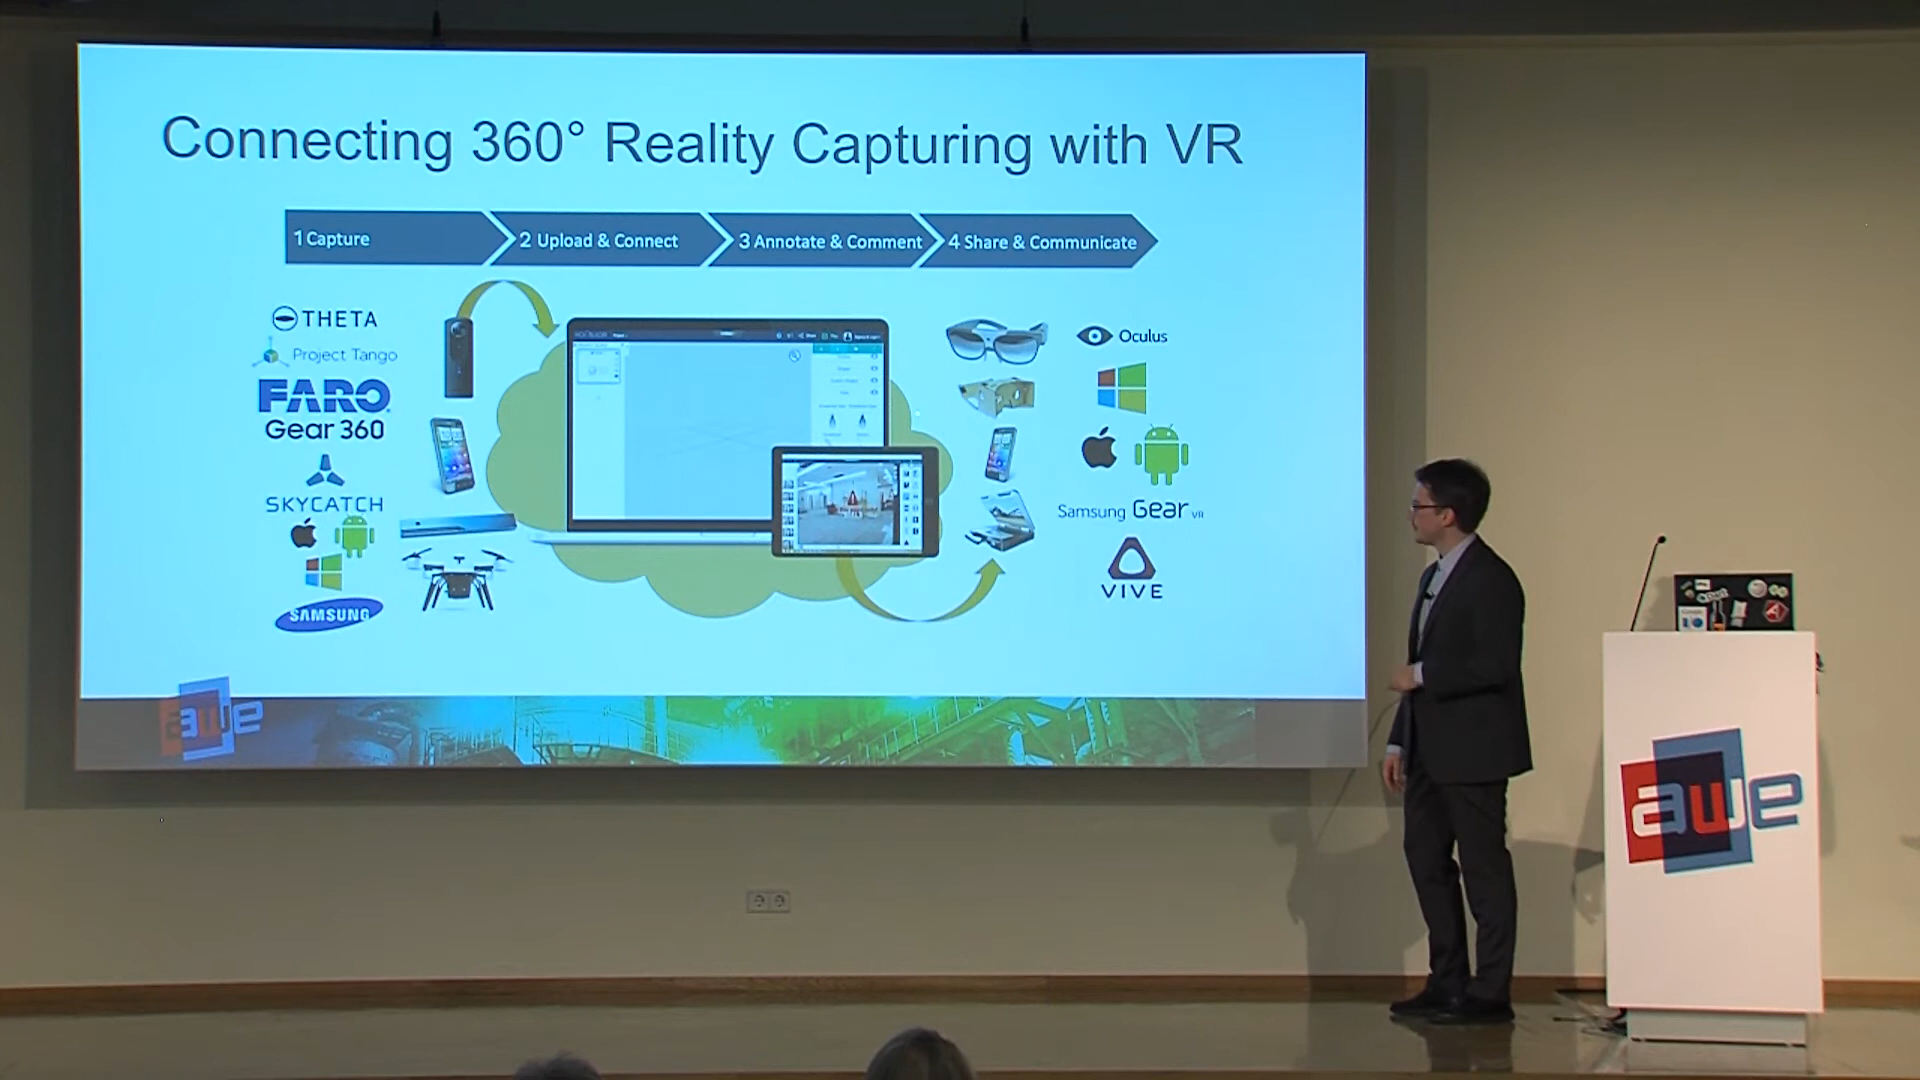 Connecting 360° Reality Capturing with VR
1 Capture
2 Upload & Connect
3 Annotate & Comment
4 Share & Communicate
THETA
Project Tango
FARO
Gear 360
SKYCATCH
SAMSUNG
Oculus
Samsung Gear VR
VIVE
awe
awe